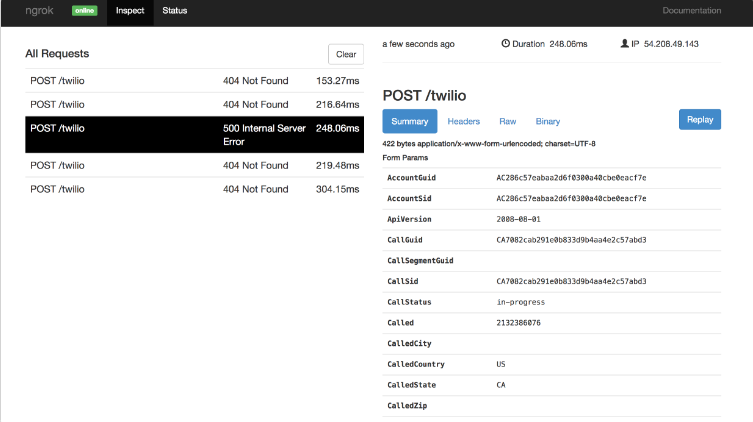 ngrok online Inspect Status Documentation
All Requests Clear
POST /twilio 404 Not Found 153.27ms
POST /twilio 404 Not Found 216.64ms
POST /twilio 500 Internal Server Error 248.06ms
POST /twilio 404 Not Found 219.48ms
POST /twilio 404 Not Found 304.15ms
a few seconds ago Duration 248.06ms IP 54.208.49.143
POST /twilio
Summary Headers Raw Binary Replay
422 bytes application/x-www-form-urlencoded; charset=UTF-8
Form Params
AccountGuid AC286c57eabaa2d6f0300a40cbe0eacf7e
AccountSid AC286c57eabaa2d6f0300a40cbe0eacf7e
ApiVersion 2008-08-01
CallGuid CA7082cab291e0b833d9b4aa4e2c57abd3
CallSegmentGuid
CallSid CA7082cab291e0b833d9b4aa4e2c57abd3
CallStatus in-progress
Called 2132386076
CalledCity
CalledCountry US
CalledState CA
CalledZip